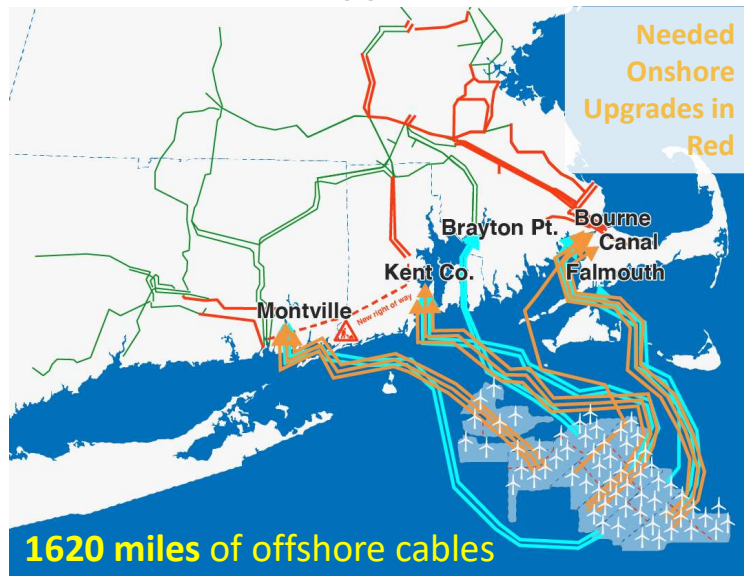 Needed
Onshore
Upgrades in
Red
Brayton Pt.
Bourne
Canal
Kent Co.
Falmouth
Montville
New right of way
1620 miles of offshore cables